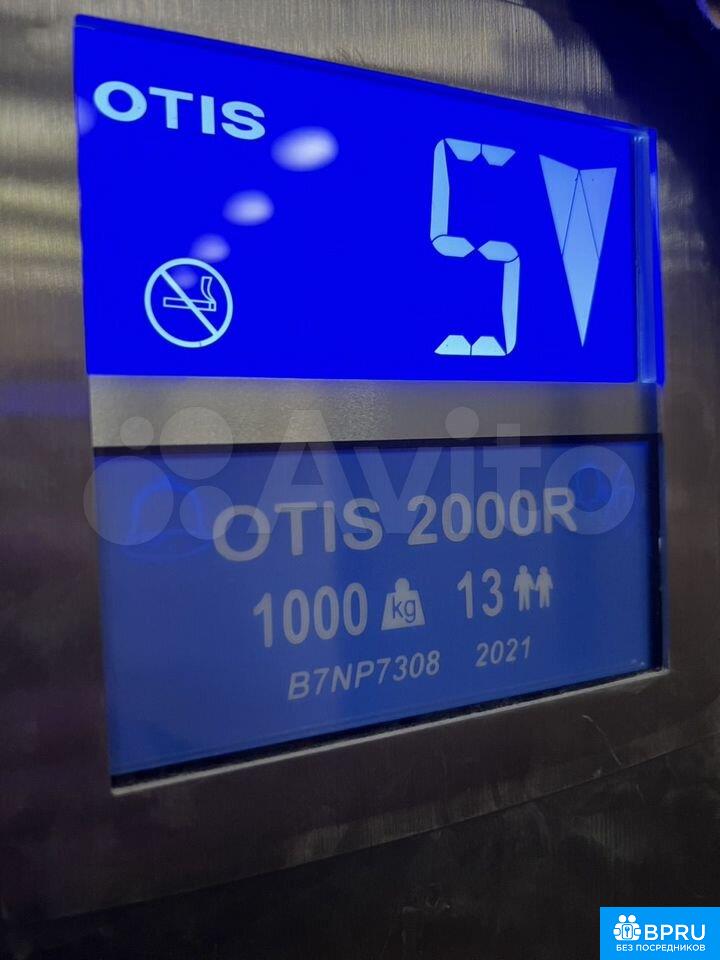 OTIS
5
Avito
OTIS 2000R
1000 kg 13
B7NP7308 2021
BPRU
БЕЗ ПОСРЕДНИКОВ